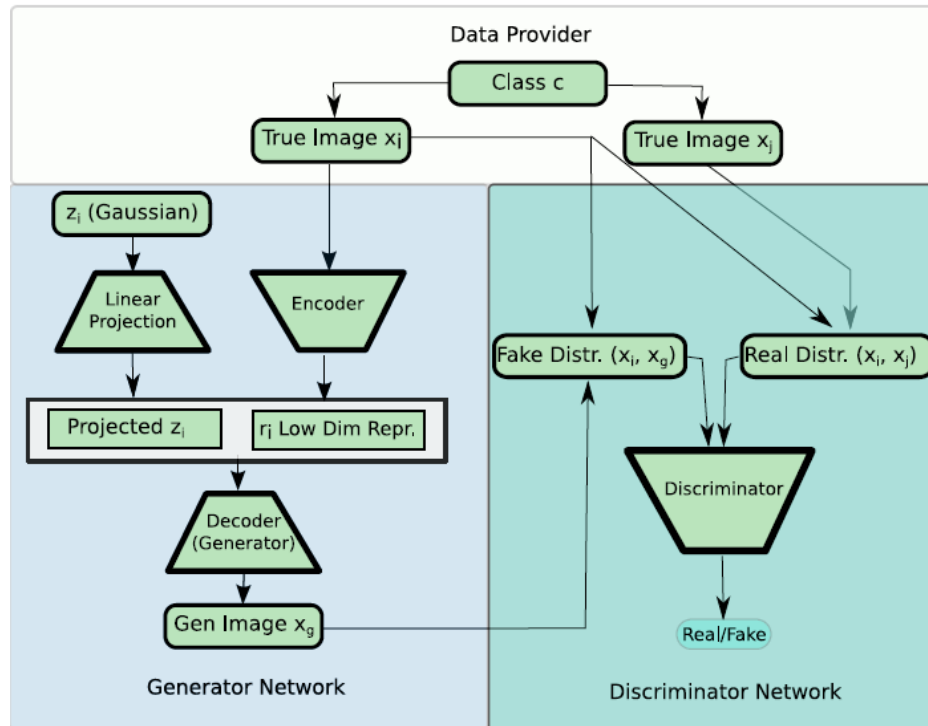 Data Provider
Class c
True Image xᵢ
True Image xⱼ
zᵢ (Gaussian)
Linear
Projection
Encoder
Projected zᵢ
rᵢ Low Dim Repr.
Decoder
(Generator)
Gen Image x_g
Generator Network
Fake Distr. (xᵢ, x_g)
Real Distr. (xᵢ, xⱼ)
Discriminator
Real/Fake
Discriminator Network